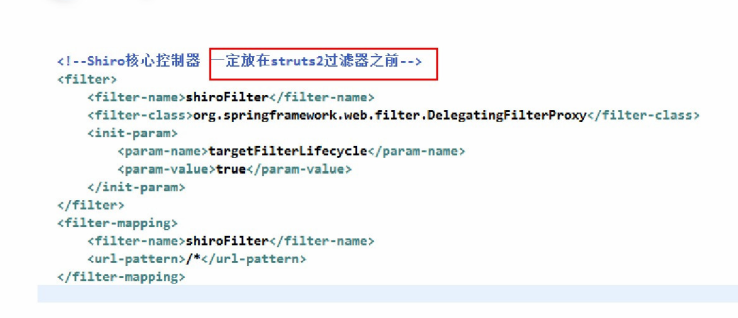 <!--Shiro核心控制器 一定放在struts2过滤器之前-->
<filter>
<filter-name>shiroFilter</filter-name>
<filter-class>org.springframework.web.filter.DelegatingFilterProxy</filter-class>
<init-param>
<param-name>targetFilterLifecycle</param-name>
<param-value>true</param-value>
</init-param>
</filter>
<filter-mapping>
<filter-name>shiroFilter</filter-name>
<url-pattern>/*</url-pattern>
</filter-mapping>